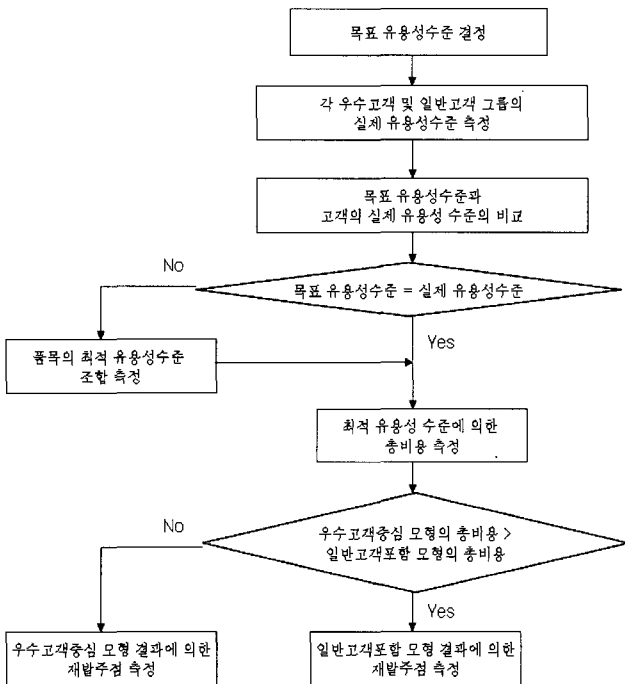 목표 유용성수준 결정
각 우수고객 및 일반고객 그룹의
실제 유용성수준 측정
목표 유용성수준과
고객의 실제 유용성 수준의 비교
No
목표 유용성수준 = 실제 유용성수준
Yes
품목의 최적 유용성수준
조합 측정
최적 유용성 수준에 의한
총비용 측정
No
우수고객중심 모형의 총비용 >
일반고객포함 모형의 총비용
Yes
우수고객중심 모형 결과에 의한
재발주점 측정
일반고객포함 모형 결과에 의한
재발주점 측정